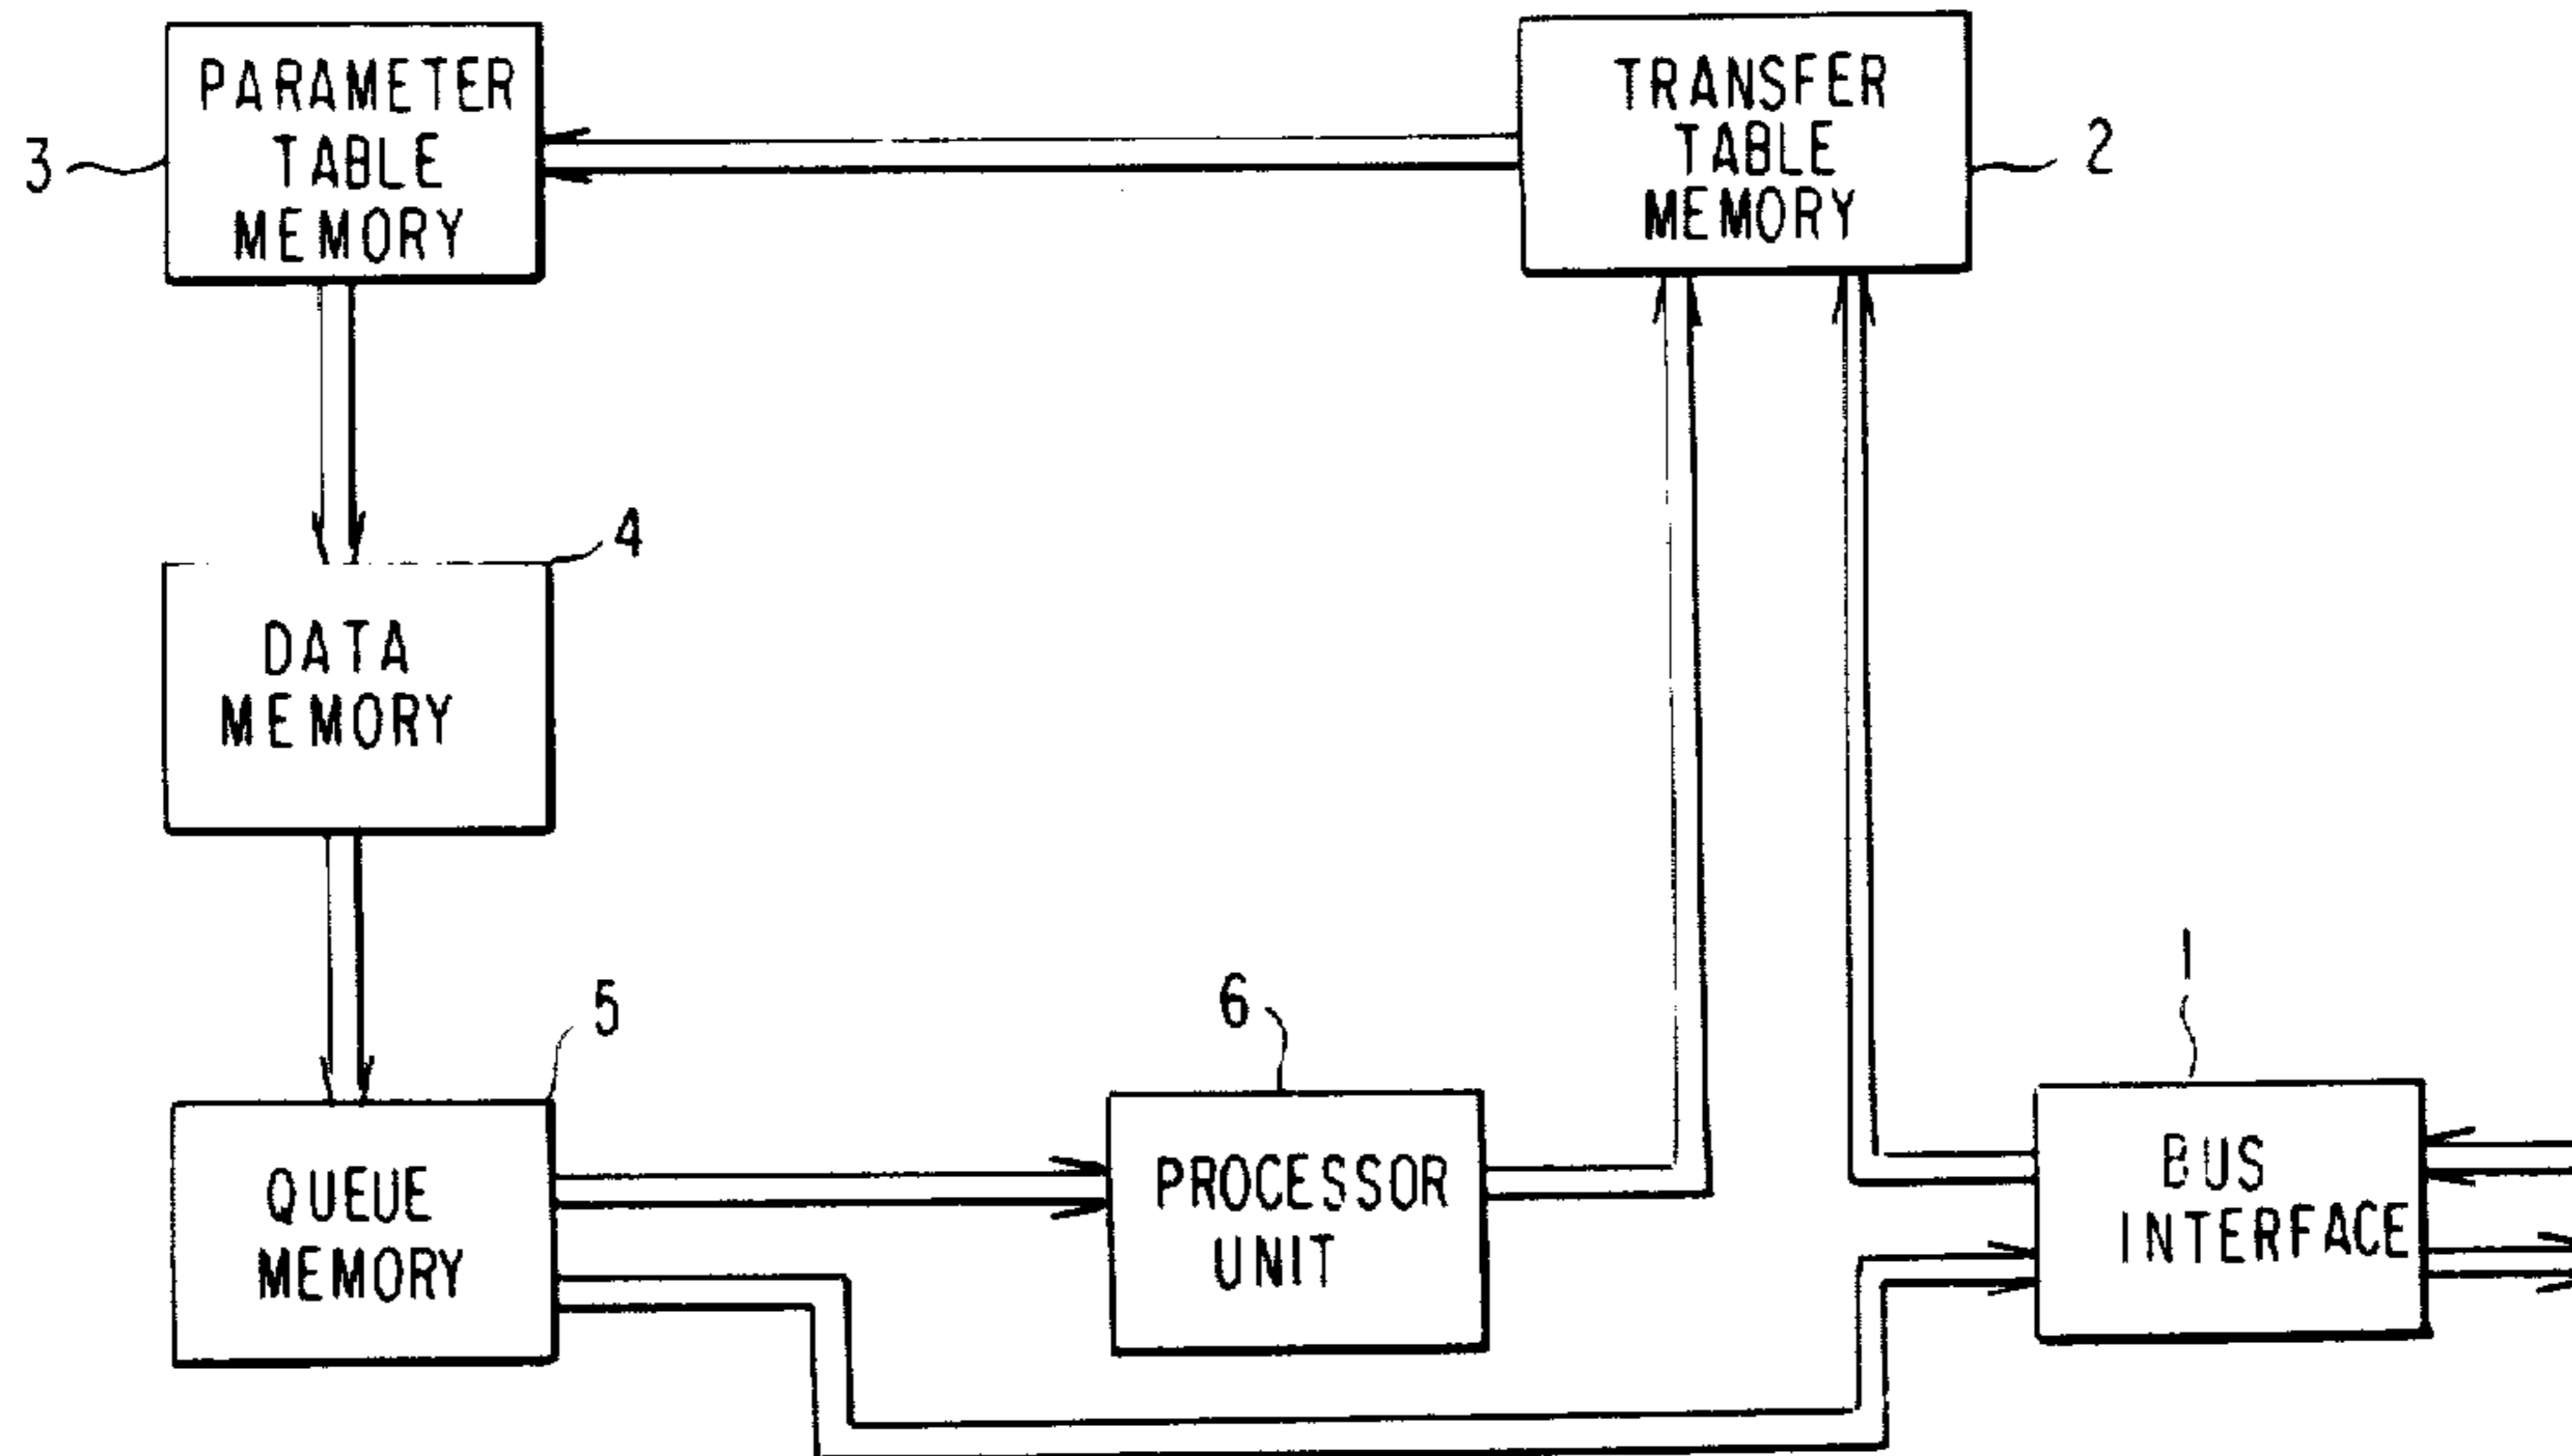 PARAMETER
TABLE
MEMORY
3
TRANSFER
TABLE
MEMORY
2
4
DATA
MEMORY
5
QUEUE
MEMORY
6
PROCESSOR
UNIT
1
BUS
INTERFACE